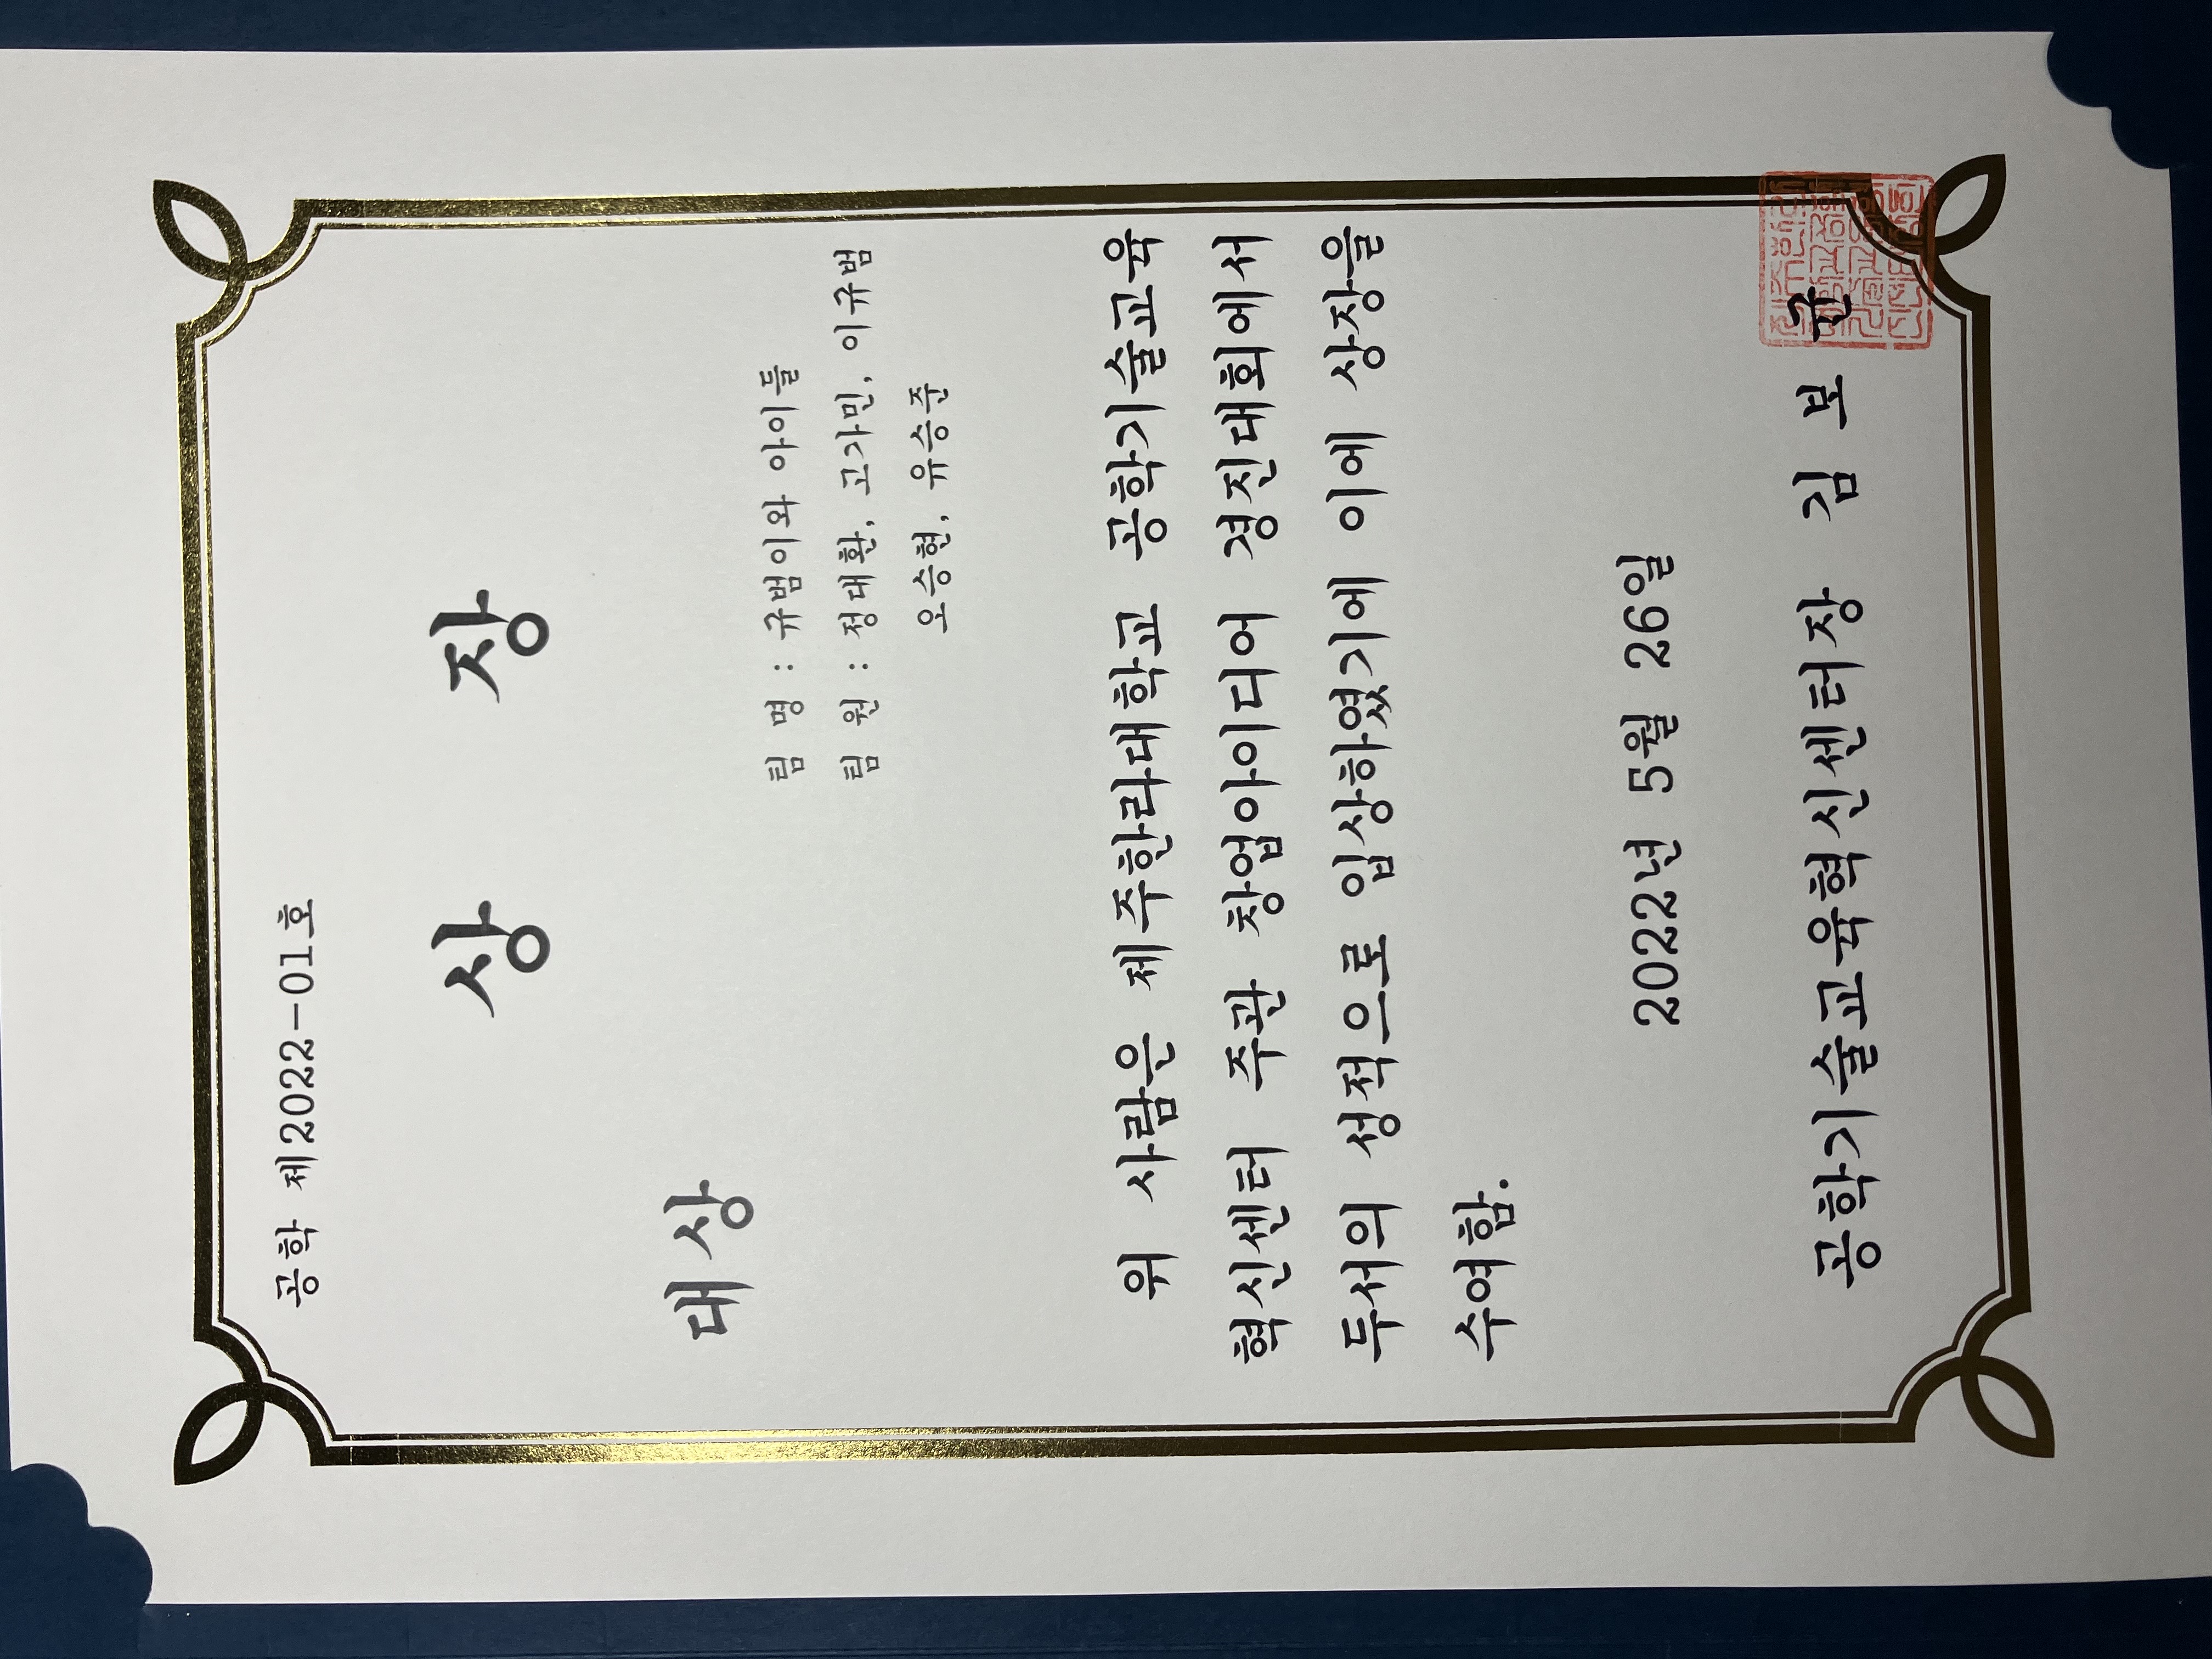 공학 제2022-01호
상 장
대상
팀 명 : 규범이와 아이들
팀 원 : 정대환, 고가민, 이규범
오승현, 유승준
위 사람은 제주한라대학교 공학기술교육
혁신센터 주관 창업아이디어 경진대회에서
두서의 성적으로 입상하였기에 이에 상장을
수여함.
2022년 5월 26일
공학기술교육혁신센터장 김 보 균